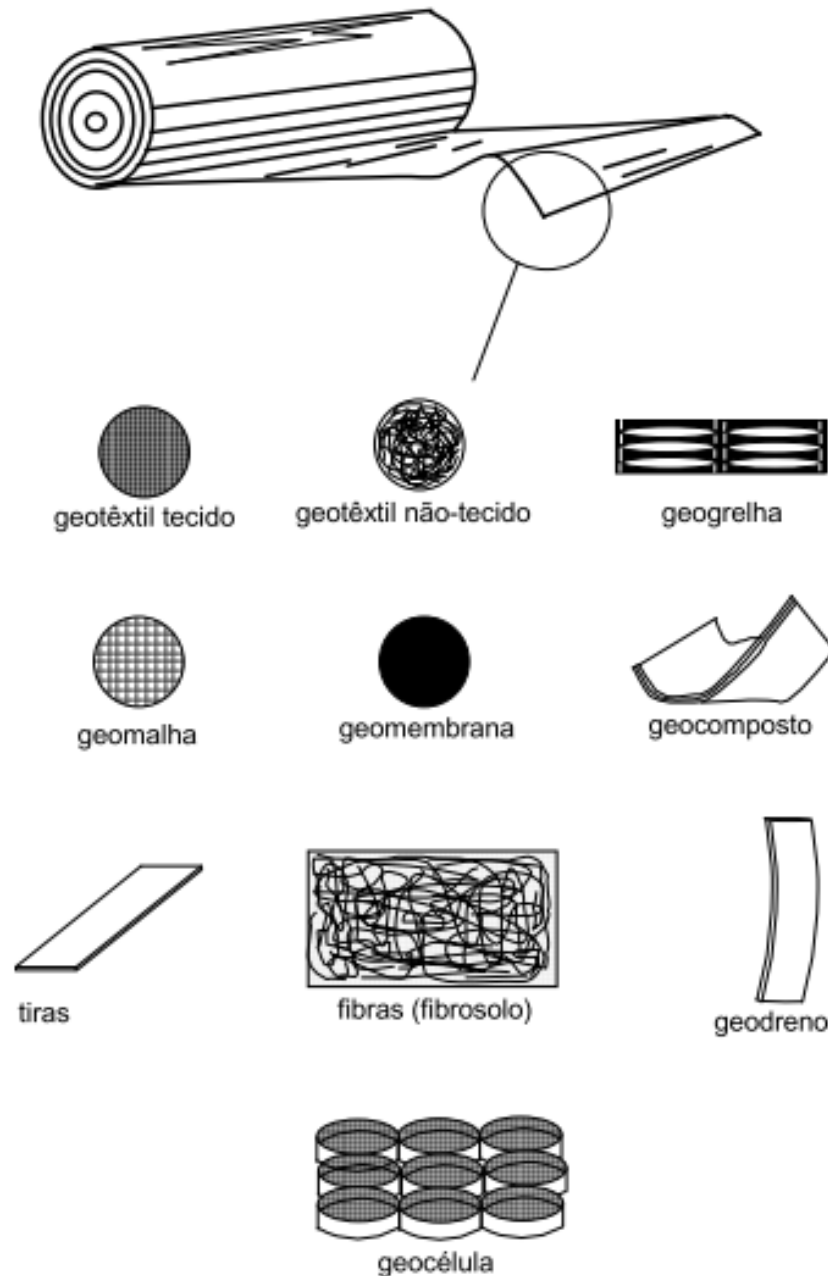 geotêxtil tecido
geotêxtil não-tecido
geogrelha
geomalha
geomembrana
geocomposto
tiras
fibras (fibrosolo)
geodreno
geocélula